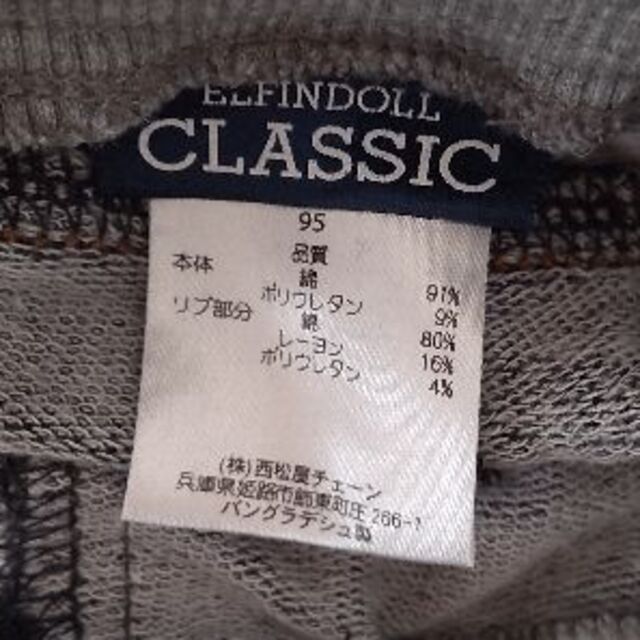 ELFINDOLL
CLASSIC
95
品質
本体 綿 91%
ポリウレタン 9%
リブ部分 綿 80%
レーヨン 16%
ポリウレタン 4%
(株)西松屋チェーン
兵庫県姫路市飾東町庄266-1
バングラデシュ製